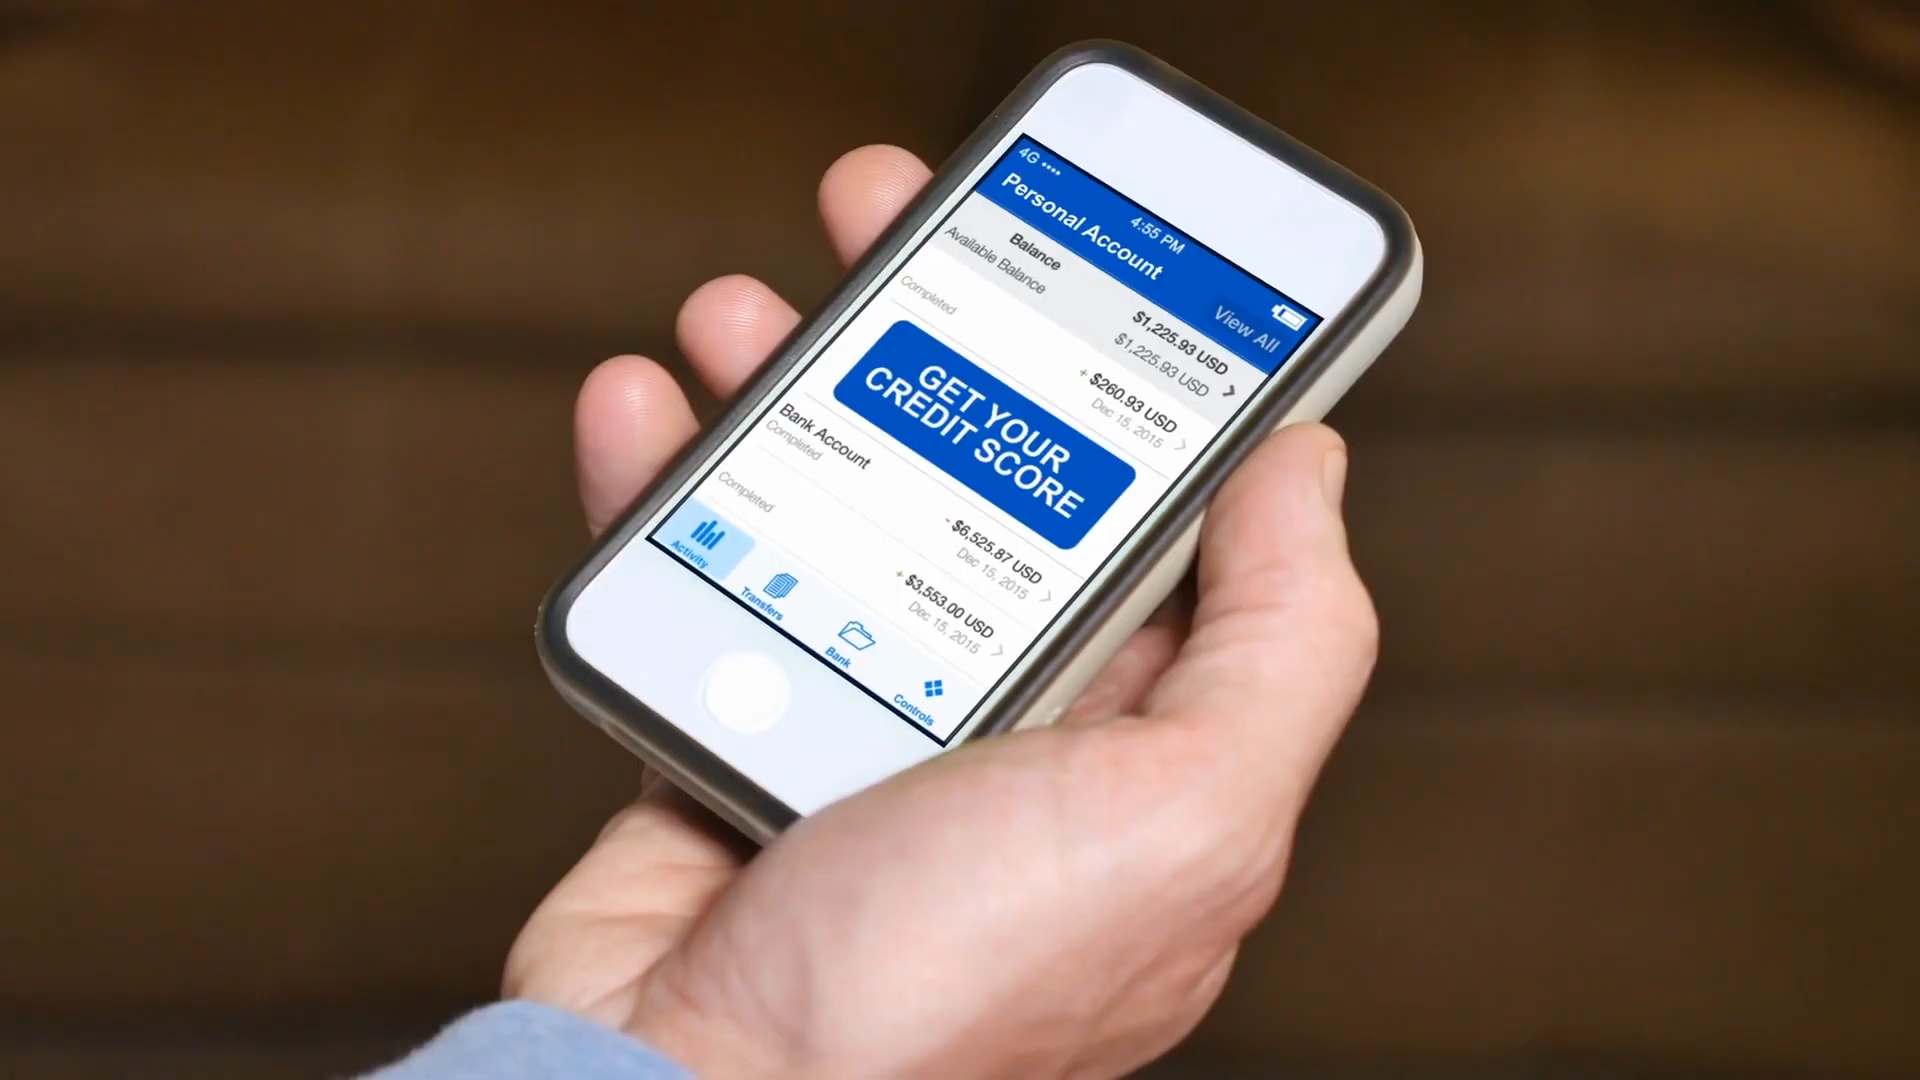 4G
4:55 PM
Personal Account
View All
Balance
$1,225.93 USD
Available Balance
$1,225.93 USD
+ $260.93 USD
Completed
Dec 15, 2015
GET YOUR
CREDIT SCORE
Bank Account
- $6,525.87 USD
Completed
Dec 15, 2015
+ $3,553.00 USD
Completed
Dec 15, 2015
Activity
Transfers
Bank
Controls